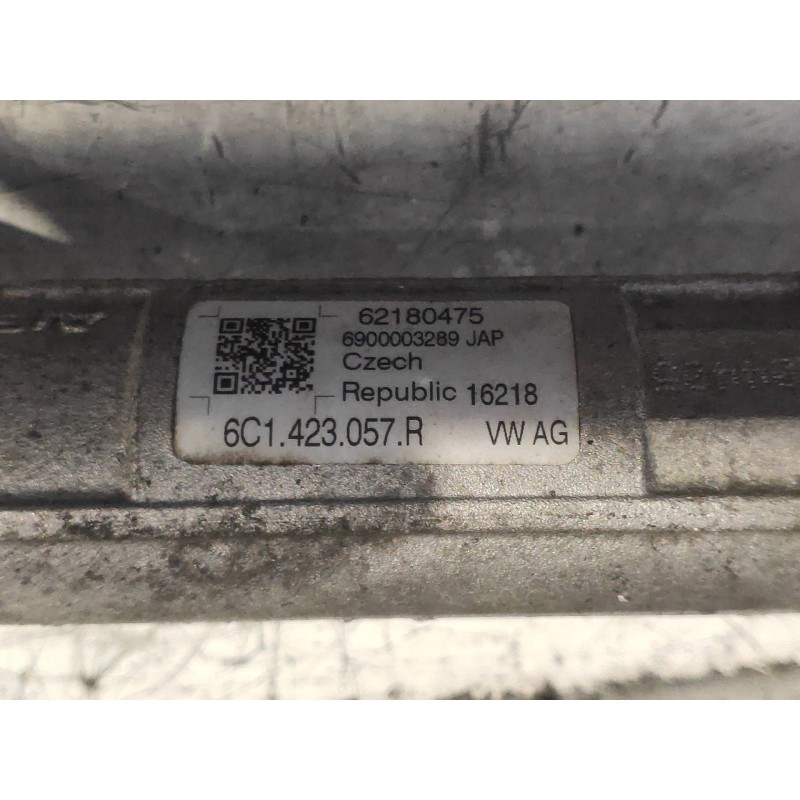 62180475
6900003289 JAP
Czech
Republic 16218
6C1.423.057.R VW AG